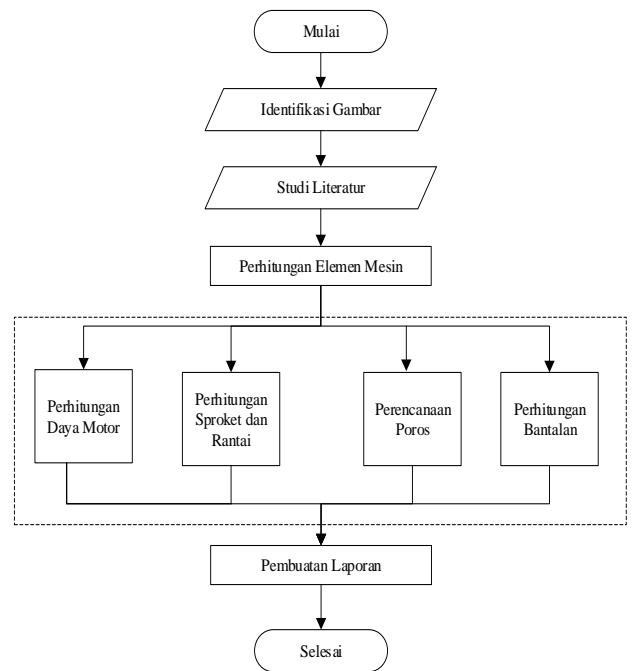 Mulai
Identifikasi Gambar
Studi Literatur
Perhitungan Elemen Mesin
Perhitungan
Daya Motor
Perhitungan
Sproket dan
Rantai
Perencanaan
Poros
Perhitungan
Bantalan
Pembuatan Laporan
Selesai